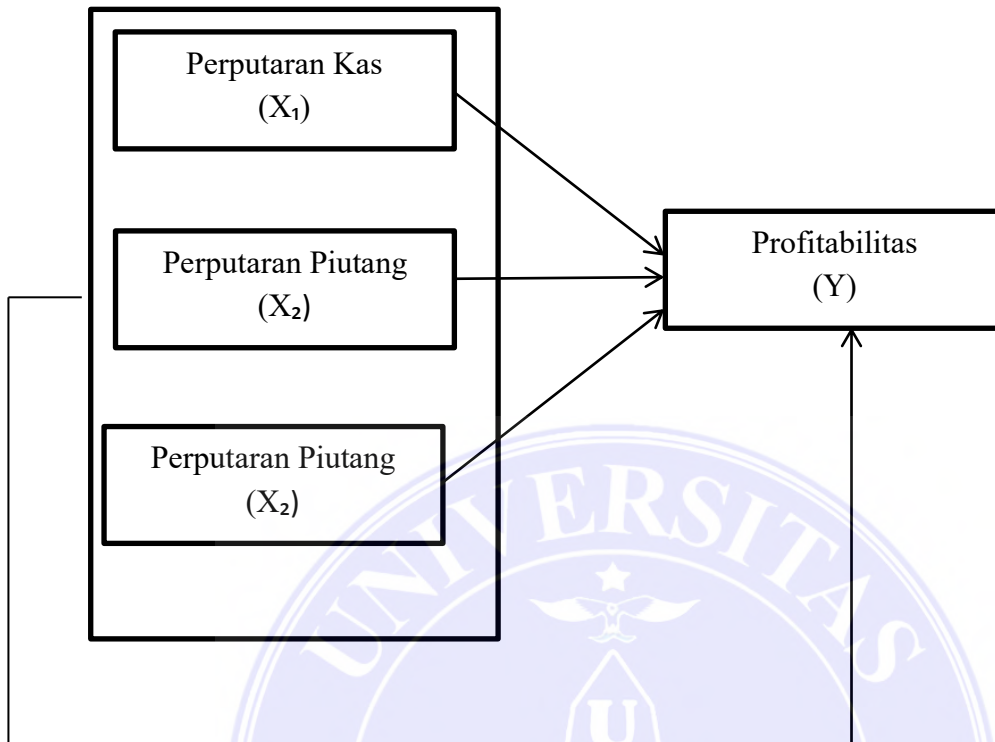 Perputaran Kas
(X₁)
Perputaran Piutang
(X₂)
Perputaran Piutang
(X₂)
Profitabilitas
(Y)
UNIVERSITAS
U